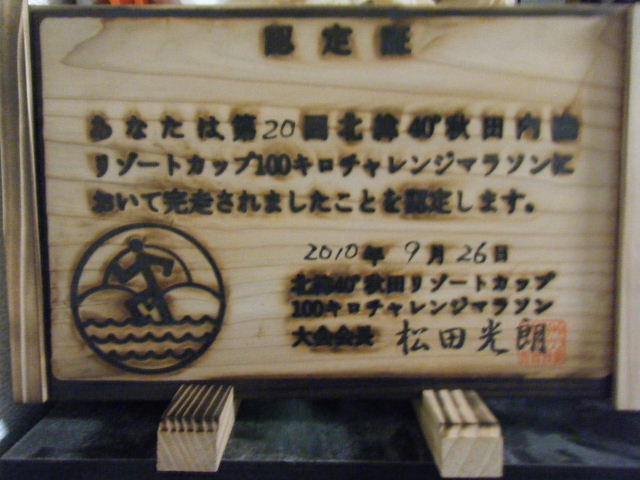 認定証
あなたは第20回北緯40°秋田内陸
リゾートカップ100キロチャレンジマラソンに
おいて完走されましたことを認定します。
2010年 9月 26日
北緯40°秋田リゾートカップ
100キロチャレンジマラソン
大会会長 松田光朗